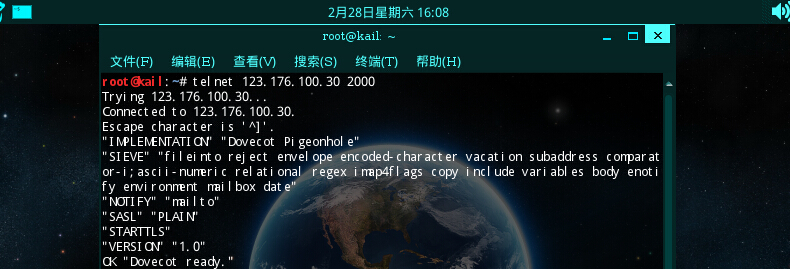 2月28日星期六 16:08
root@kail: ~
文件(F) 编辑(E) 查看(V) 搜索(S) 终端(T) 帮助(H)
root@kail:~# telnet 123.176.100.30 2000
Trying 123.176.100.30...
Connected to 123.176.100.30.
Escape character is '^]'.
"IMPLEMENTATION" "Dovecot Pigeonhole"
"SIEVE" "fileinto reject envelope encoded-character vacation subaddress comparat
or-i;ascii-numeric relational regex imap4flags copy include variables body enoti
fy environment mailbox date"
"NOTIFY" "mailto"
"SASL" "PLAIN"
"STARTTLS"
"VERSION" "1.0"
OK "Dovecot ready."